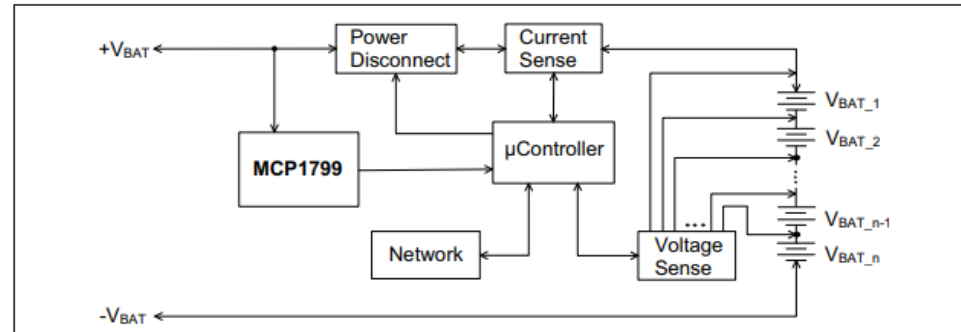 +VBAT
Power
Disconnect
Current
Sense
VBAT_1
VBAT_2
MCP1799
µController
...
VBAT_n-1
Network
Voltage
Sense
VBAT_n
-VBAT